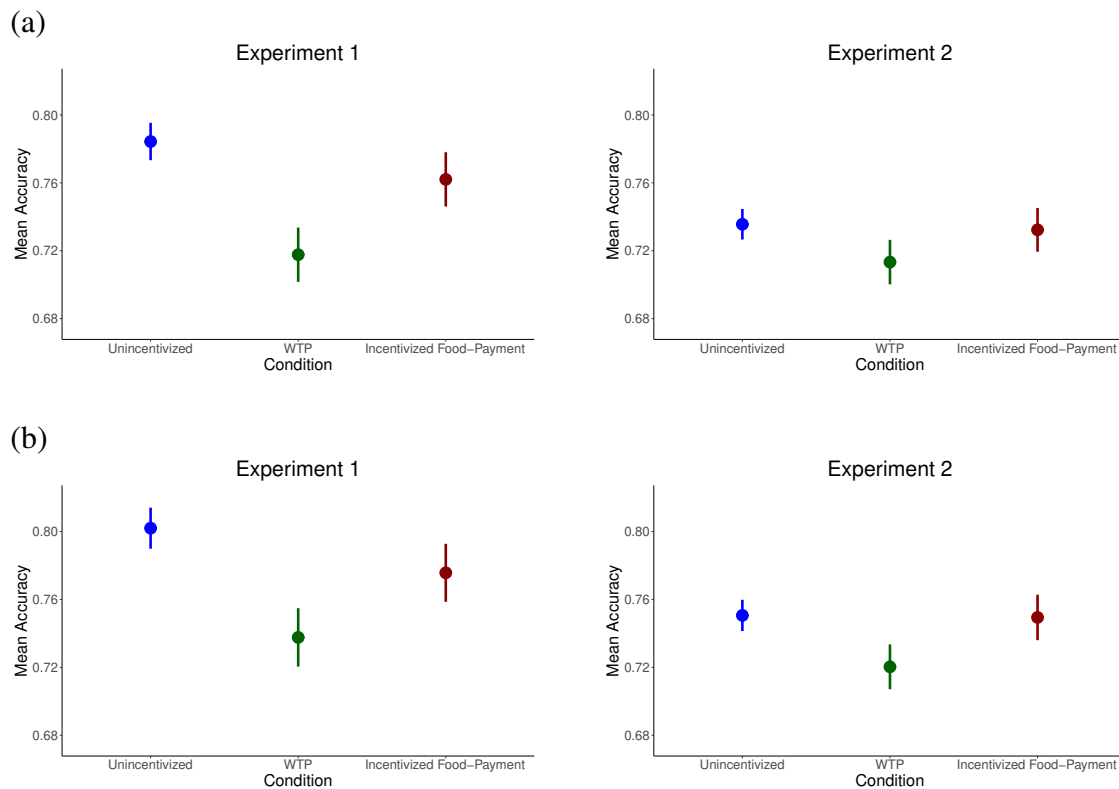 (a)
Experiment 1
Mean Accuracy
0.80
0.76
0.72
0.68
Unincentivized WTP Incentivized Food−Payment
Condition
Experiment 2
Mean Accuracy
0.80
0.76
0.72
0.68
Unincentivized WTP Incentivized Food−Payment
Condition
(b)
Experiment 1
Mean Accuracy
0.80
0.76
0.72
0.68
Unincentivized WTP Incentivized Food−Payment
Condition
Experiment 2
Mean Accuracy
0.80
0.76
0.72
0.68
Unincentivized WTP Incentivized Food−Payment
Condition